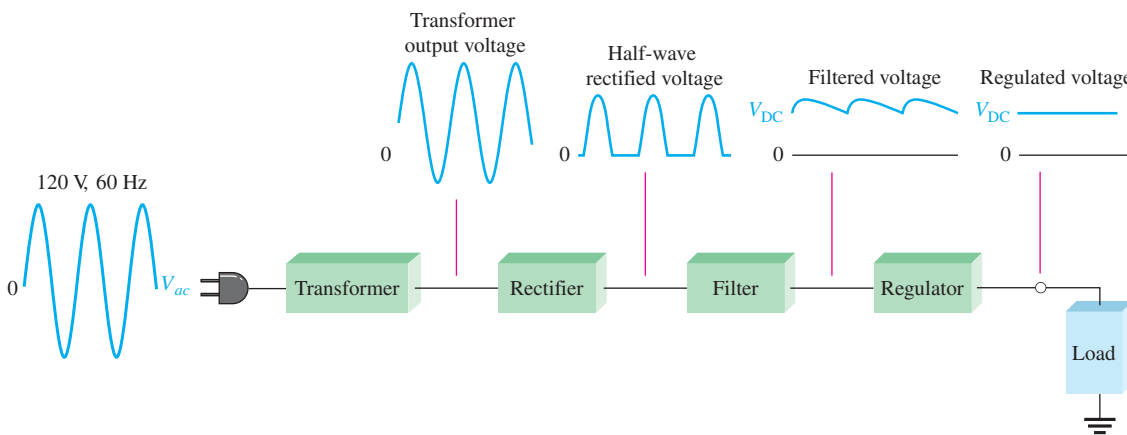 Transformer
output voltage
Half-wave
rectified voltage
Filtered voltage
Regulated voltage
V_DC
V_DC
0
0
0
0
120 V, 60 Hz
0
V_ac
Transformer
Rectifier
Filter
Regulator
Load